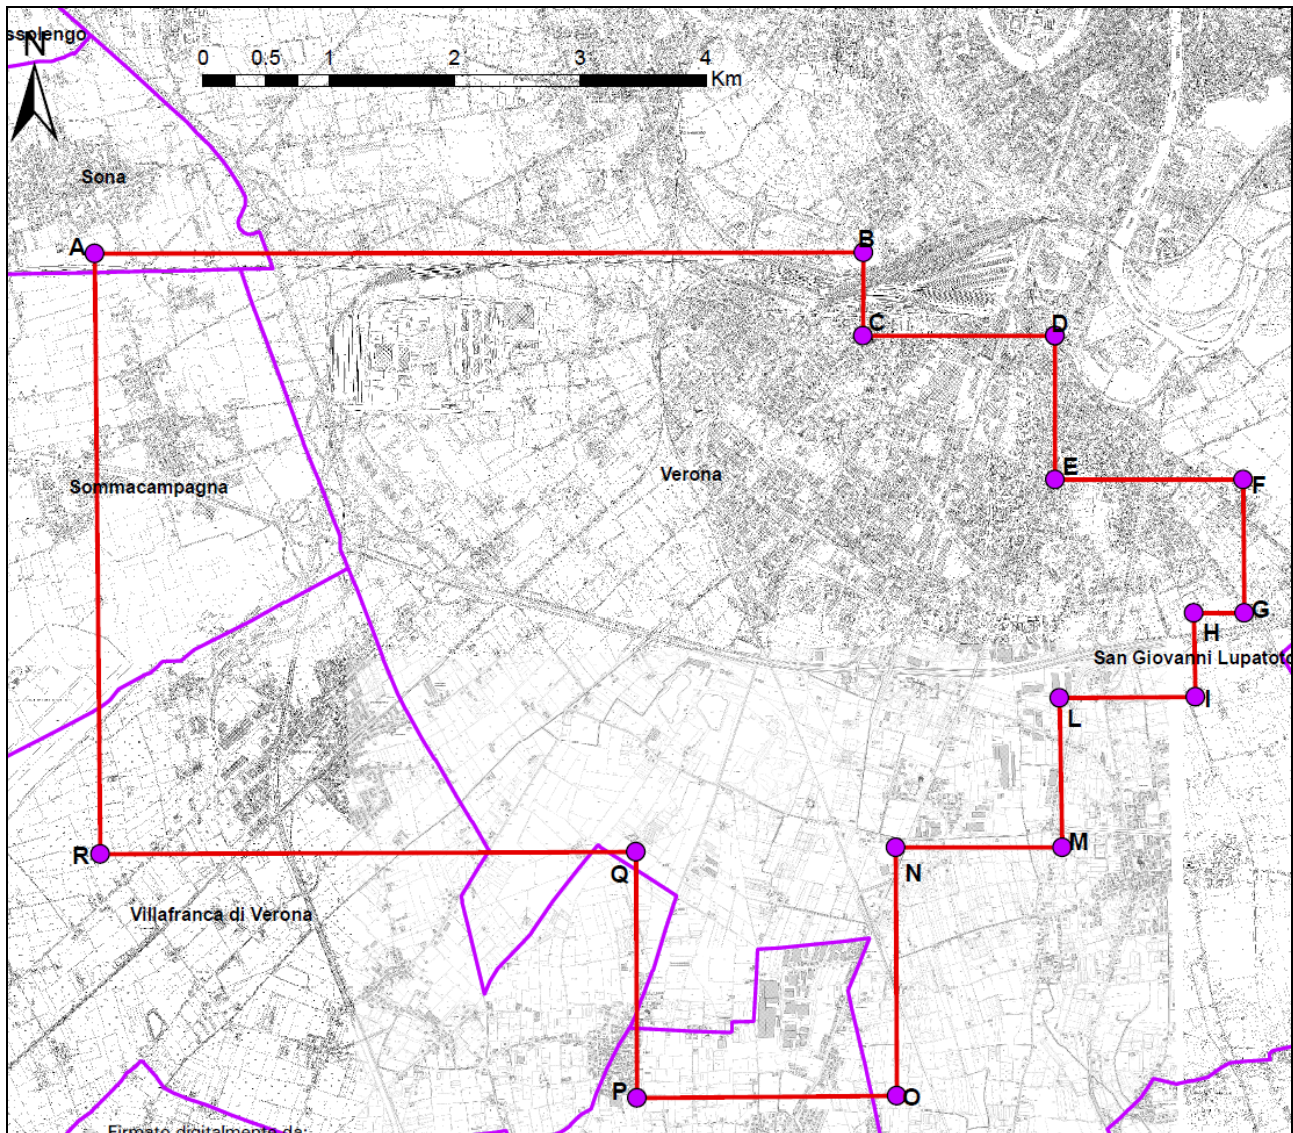 ssolengo
N
0 0.5 1 2 3 4
Km
Sona
A
B
C
D
Verona
E
F
Sommacampagna
G
H
San Giovanni Lupatoto
I
L
M
R
Q
N
Villafranca di Verona
P
O
Firmato digitalmente da: